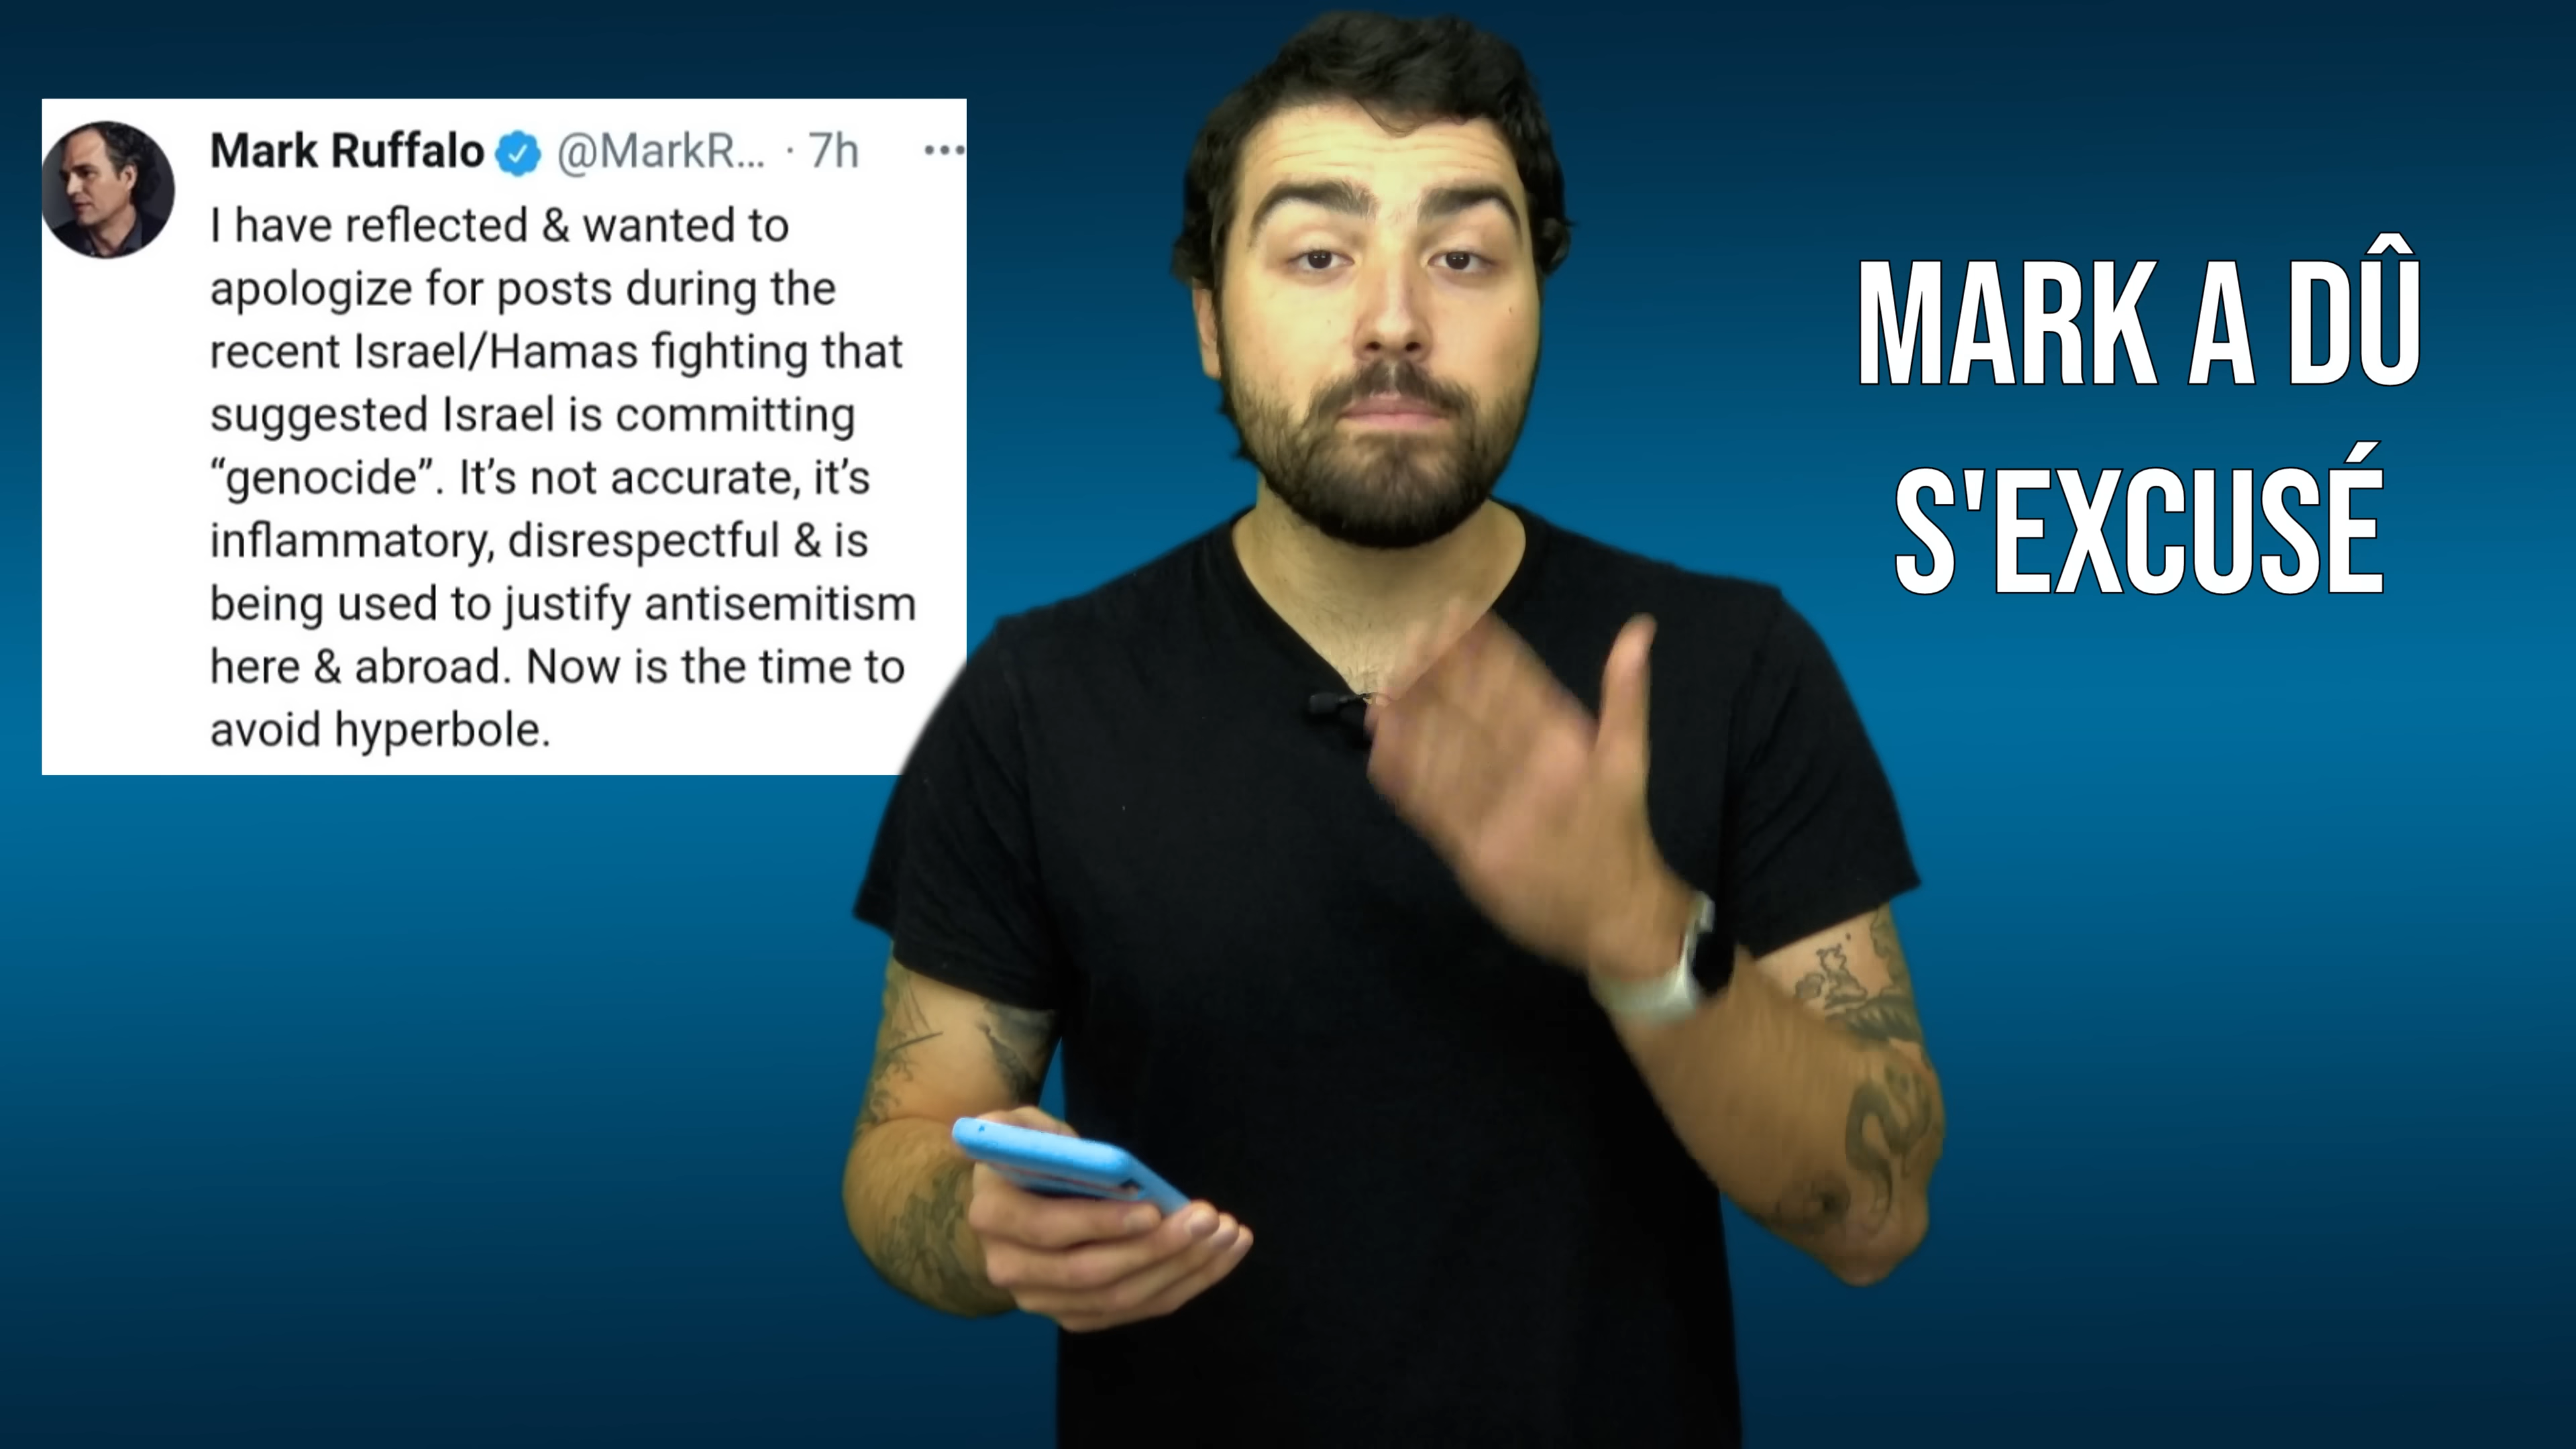 Mark Ruffalo @MarkR... · 7h
I have reflected & wanted to
apologize for posts during the
recent Israel/Hamas fighting that
suggested Israel is committing
“genocide”. It’s not accurate, it’s
inflammatory, disrespectful & is
being used to justify antisemitism
here & abroad. Now is the time to
avoid hyperbole.
MARK A DÛ
S'EXCUSÉ